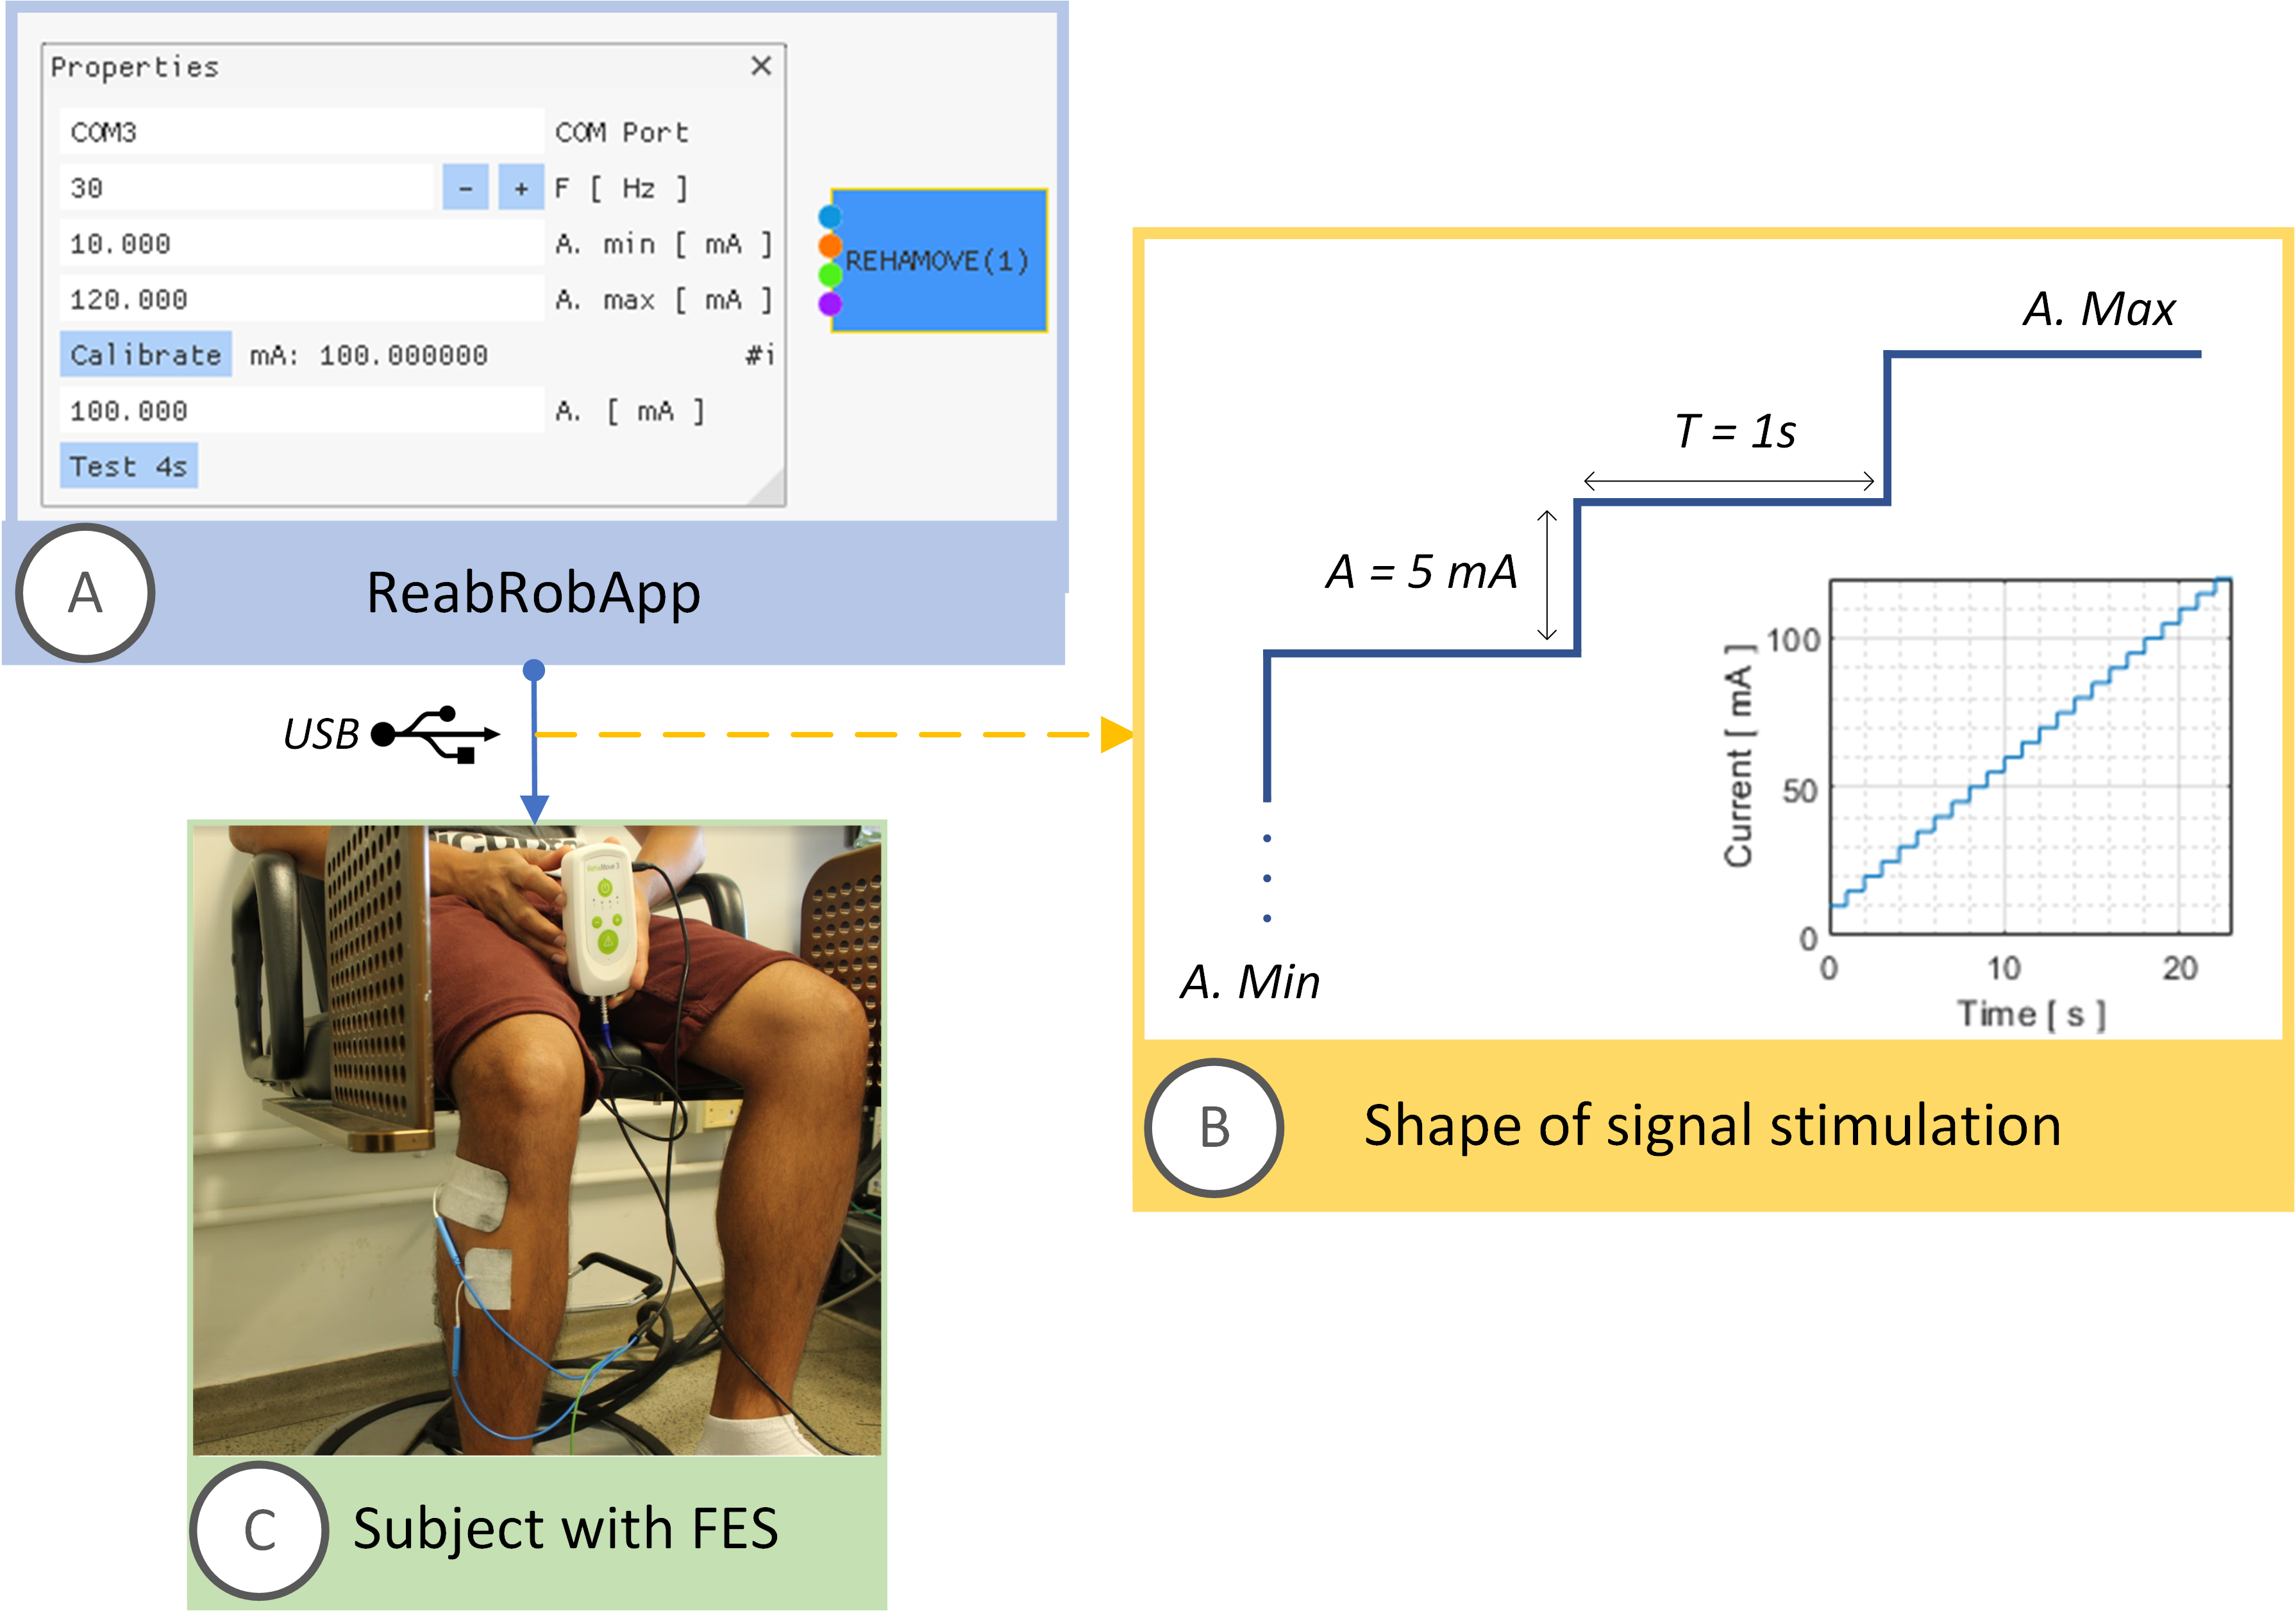 Properties
COM3 COM Port
30 - + F [ Hz ]
10.000 A. min [ mA ]
120.000 A. max [ mA ]
Calibrate mA: 100.000000 #i
100.000 A. [ mA ]
Test 4s
REHAMOVE(1)
A
ReabRobApp
USB
A. Max
T = 1s
A = 5 mA
A. Min
Current [ mA ]
100
50
0
0 10 20
Time [ s ]
B
Shape of signal stimulation
RehaMove 3
C
Subject with FES